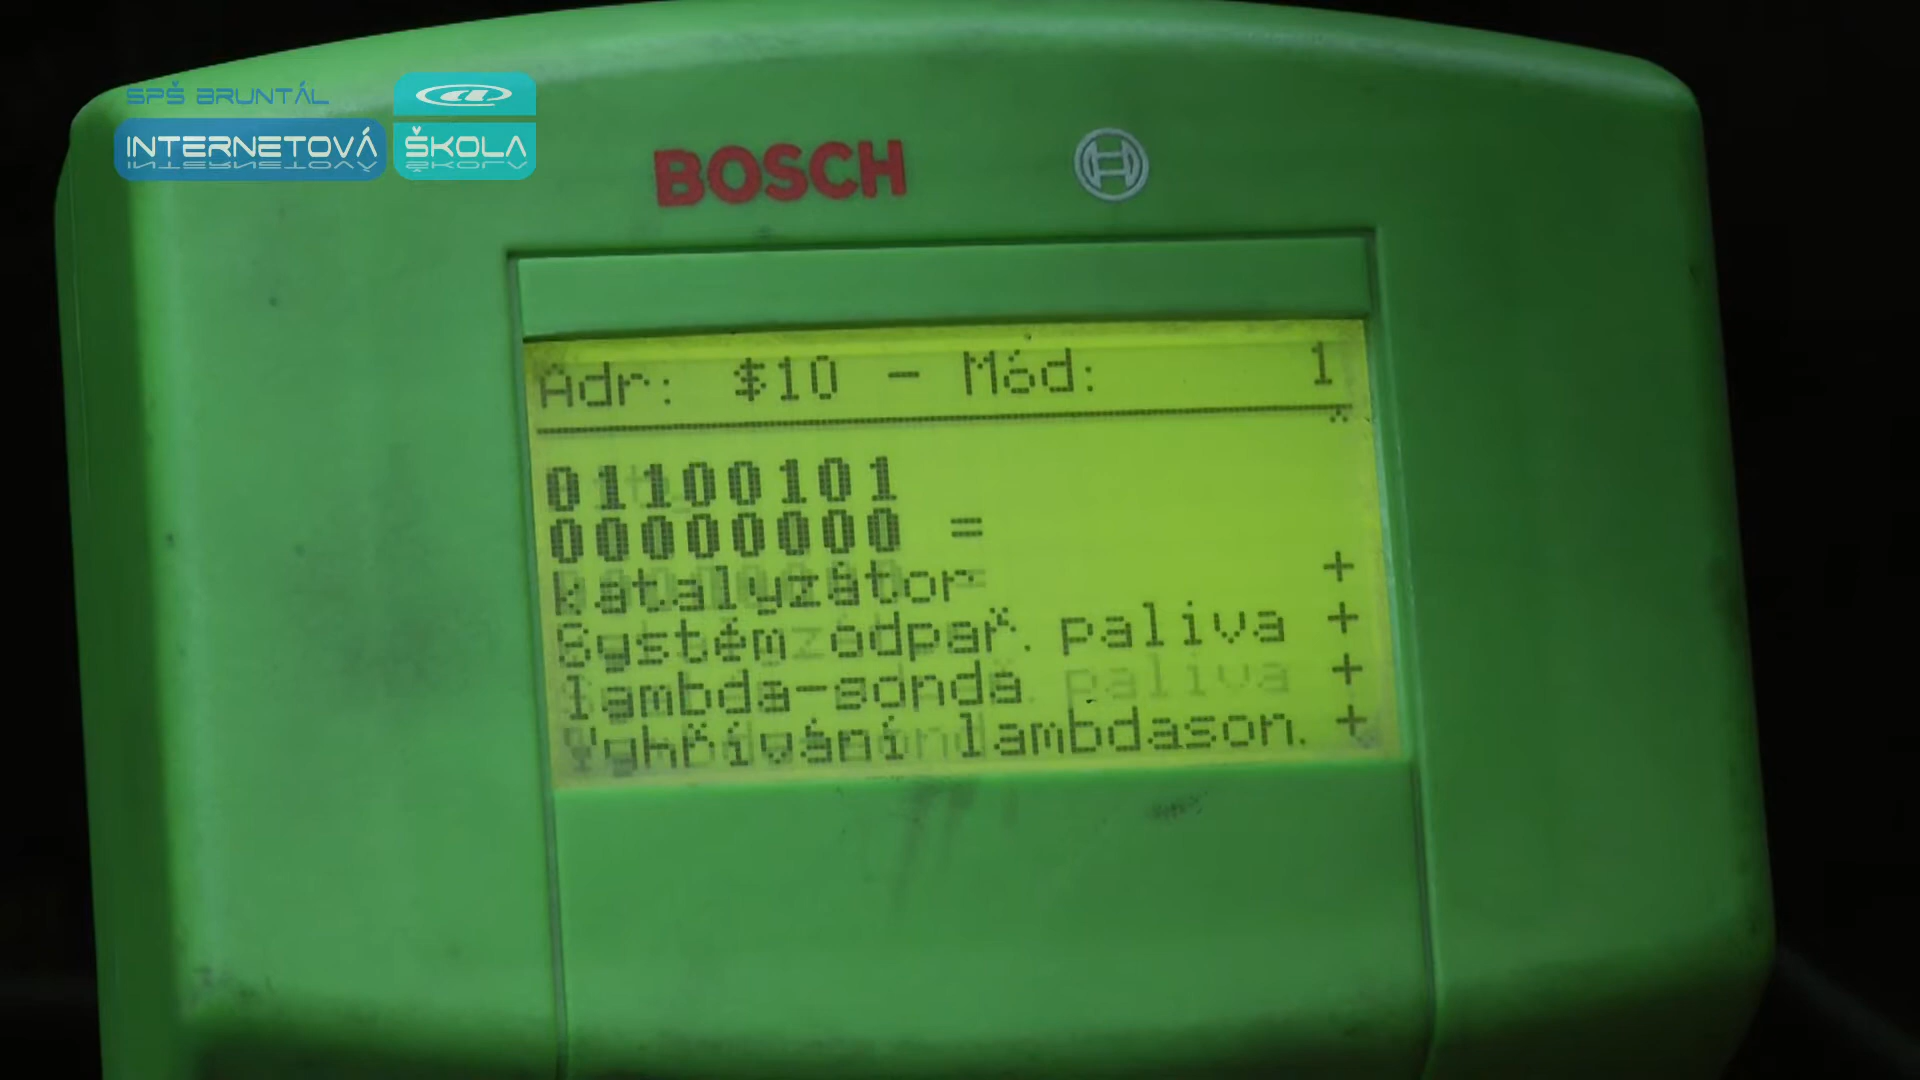 SPŠ BRUNTÁL
INTERNETOVÁ ŠKOLA
BOSCH
Adr: $10 - Mód: 1
01100101
00000000 =
katalyzátor +
Systém odpař. paliva +
lambda-sonda +
Vyhřívání lambdason. +